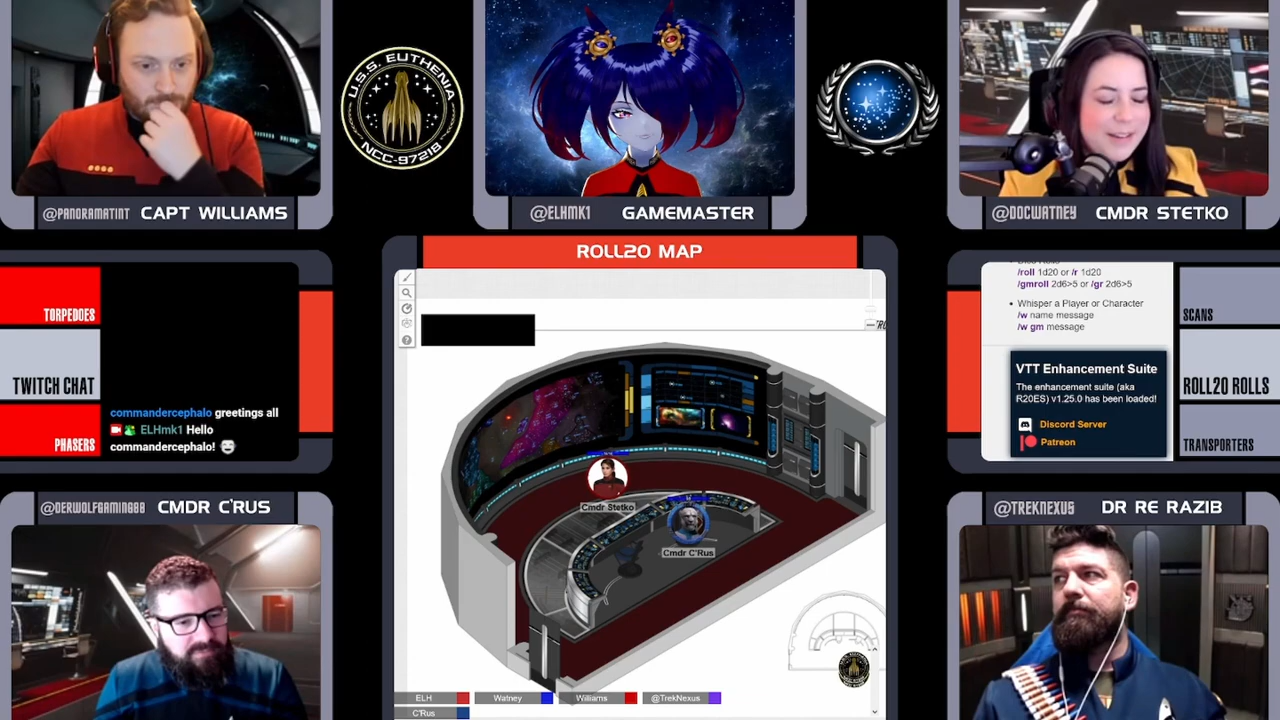 @PANORAMATINT CAPT WILLIAMS
U.S.S. EUTHENIA
NCC-97218
@ELHMK1 GAMEMASTER
@DOCWATNEY CMDR STETKO
TORPEDOES
TWITCH CHAT
PHASERS
commandercephalo greetings all
ELHmk1 Hello
commandercephalo!
ROLL20 MAP
Cmdr Stetko
Cmdr C'Rus
ELH
Watney
Williams
@TrekNexus
C'Rus
/roll 1d20 or /r 1d20
/gmroll 2d6>5 or /gr 2d6>5
• Whisper a Player or Character
/w name message
/w gm message
VTT Enhancement Suite
The enhancement suite (aka
R20ES) v1.25.0 has been loaded!
Discord Server
Patreon
SCANS
ROLL20 ROLLS
TRANSPORTERS
@DERWOLFGAMING88 CMDR C'RUS
@TREKNEXUS DR RE RAZIB